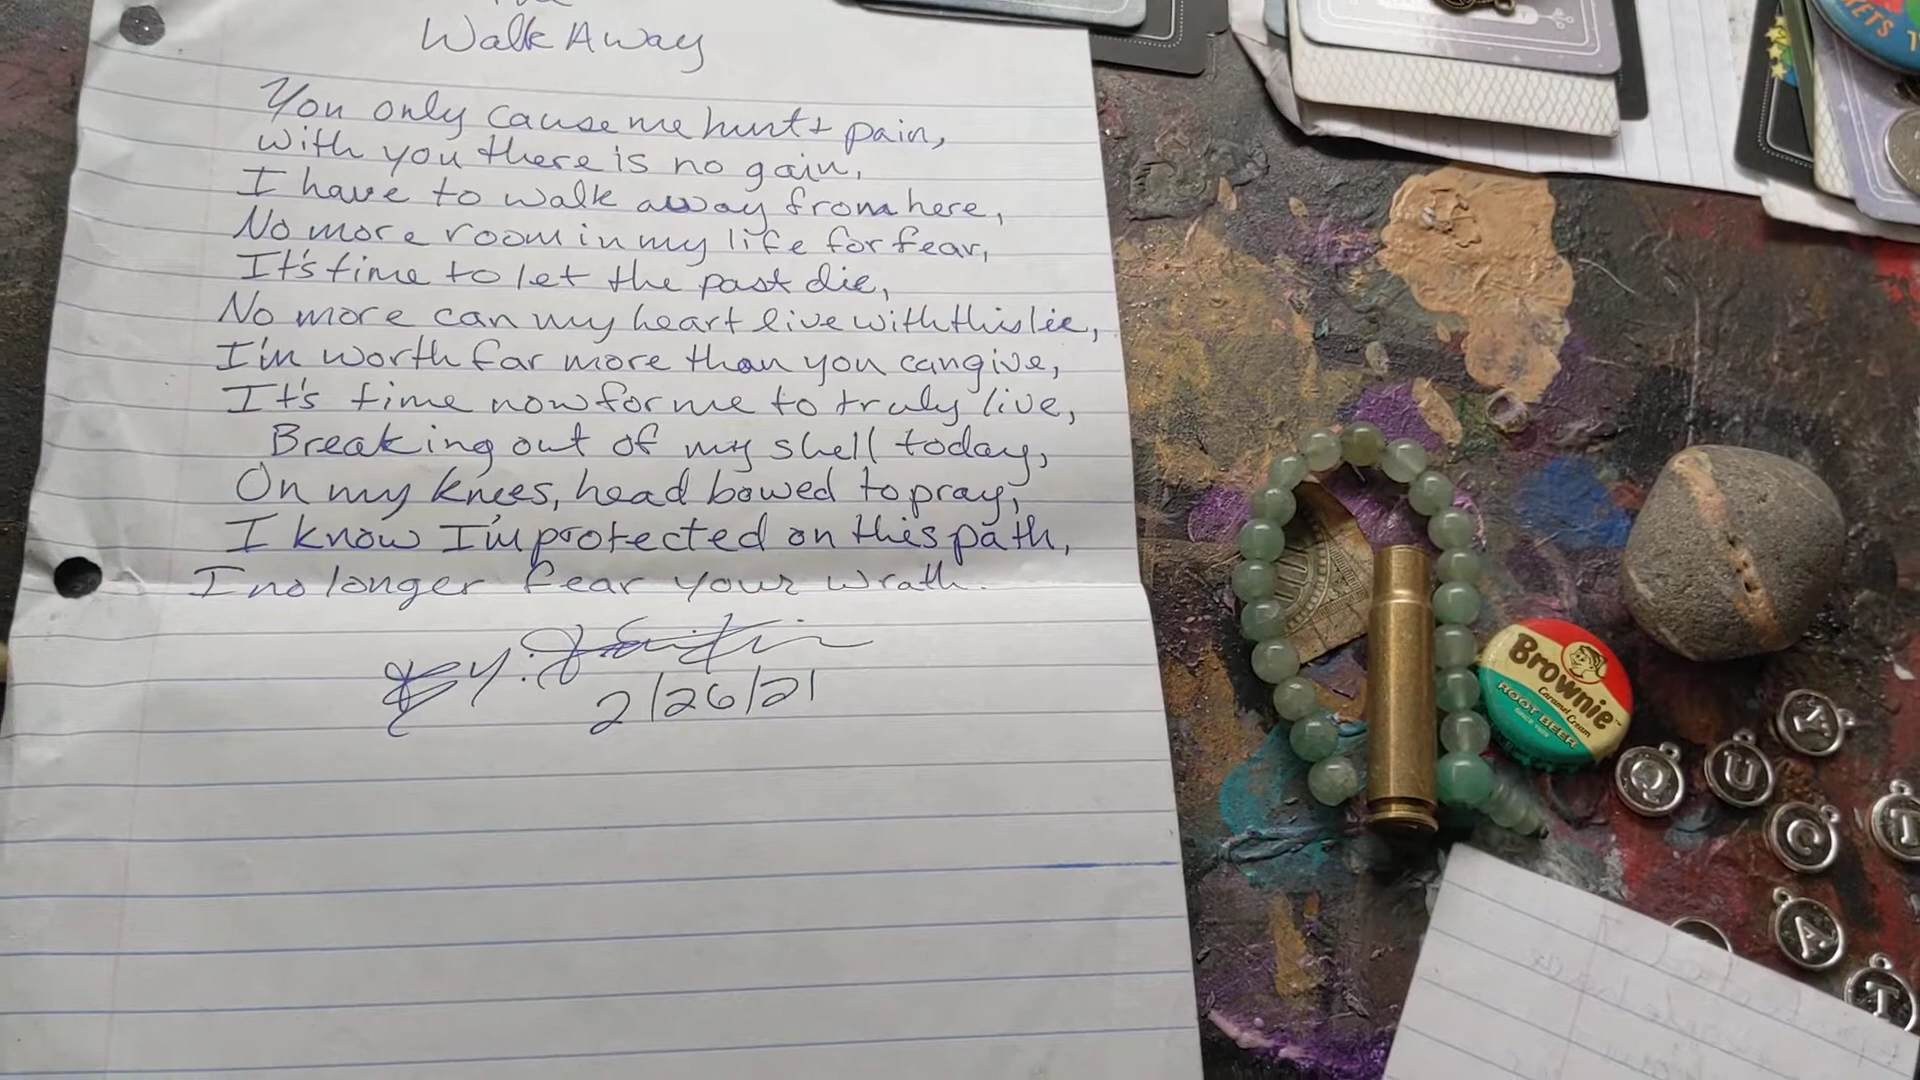 The
Walk Away
You only cause me hurt + pain,
With you there is no gain,
I have to walk away from here,
No more room in my life for fear,
It's time to let the past die,
No more can my heart live with this lie,
I'm worth far more than you can give,
It's time now for me to truly live,
Breaking out of my shell today,
On my knees, head bowed to pray,
I know I'm protected on this path,
I no longer fear your wrath.
By:
2/26/21
Brownie
Caramel Cream
ROOT BEER
Y
Q U
C I
A
T